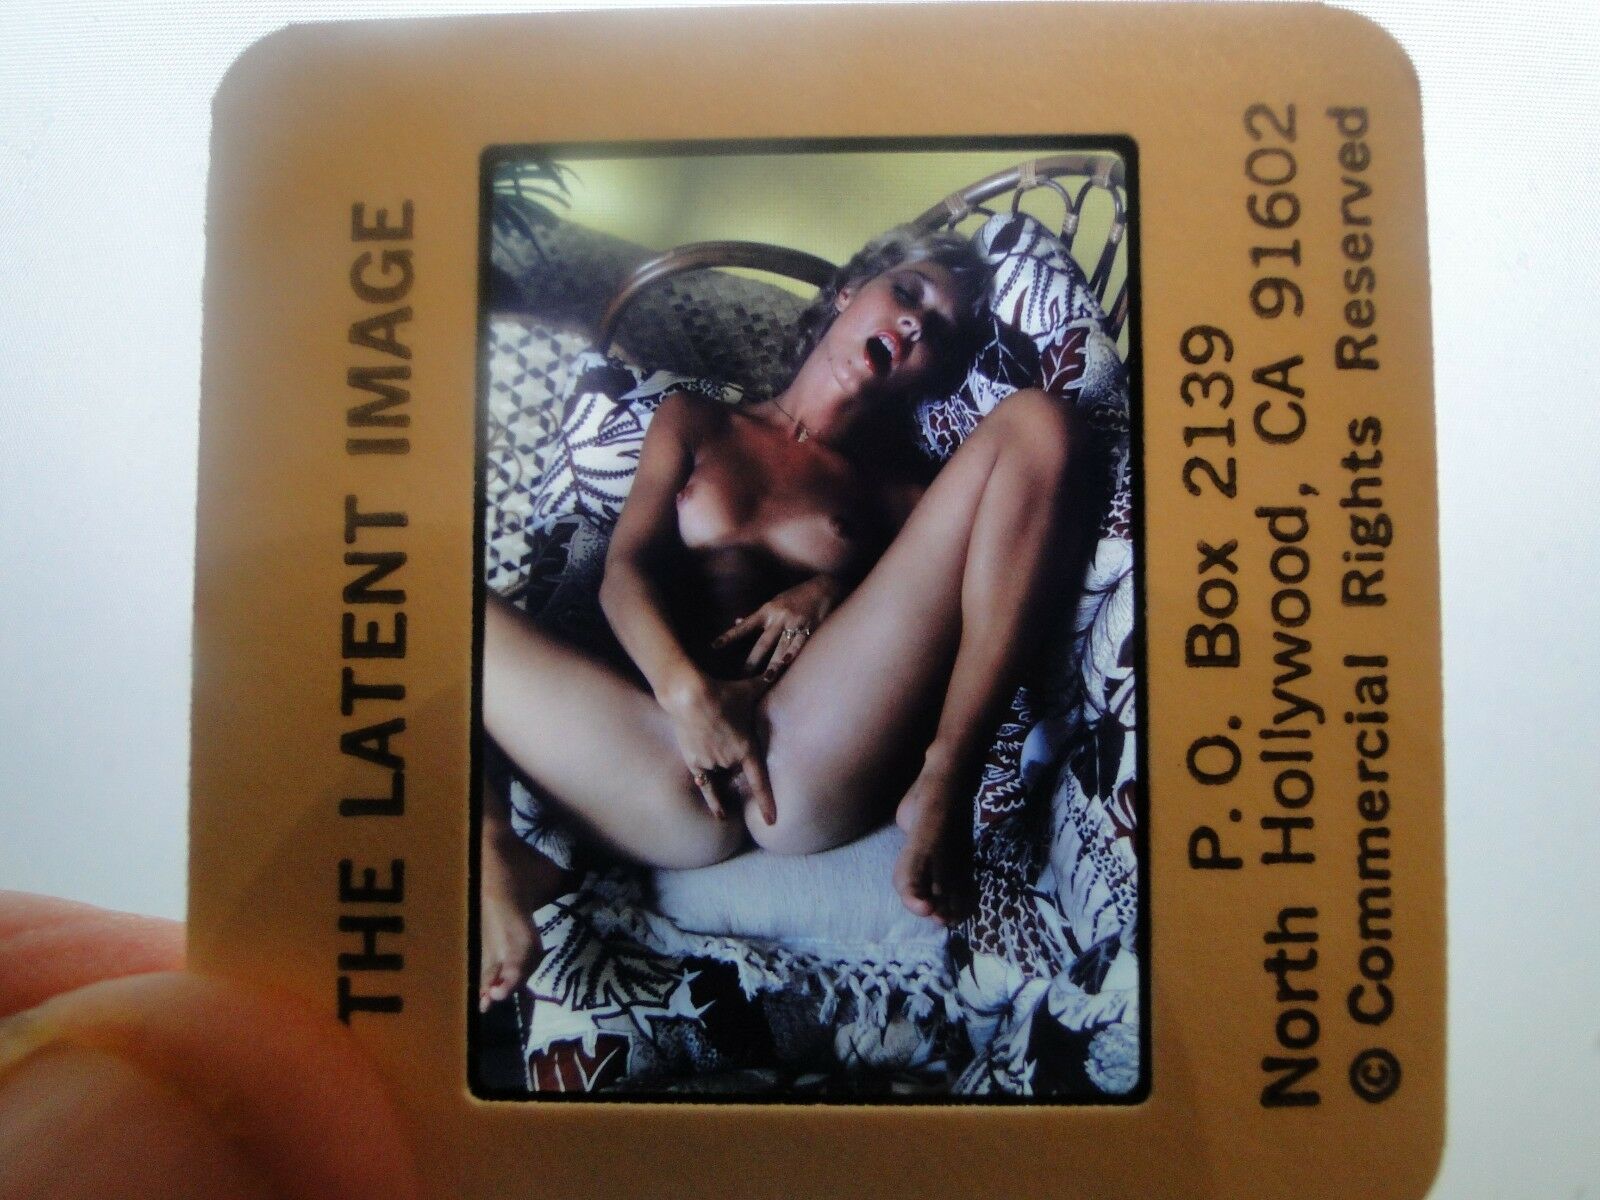 THE LATENT IMAGE
P.O. Box 2139
North Hollywood, CA 91602
© Commercial Rights Reserved